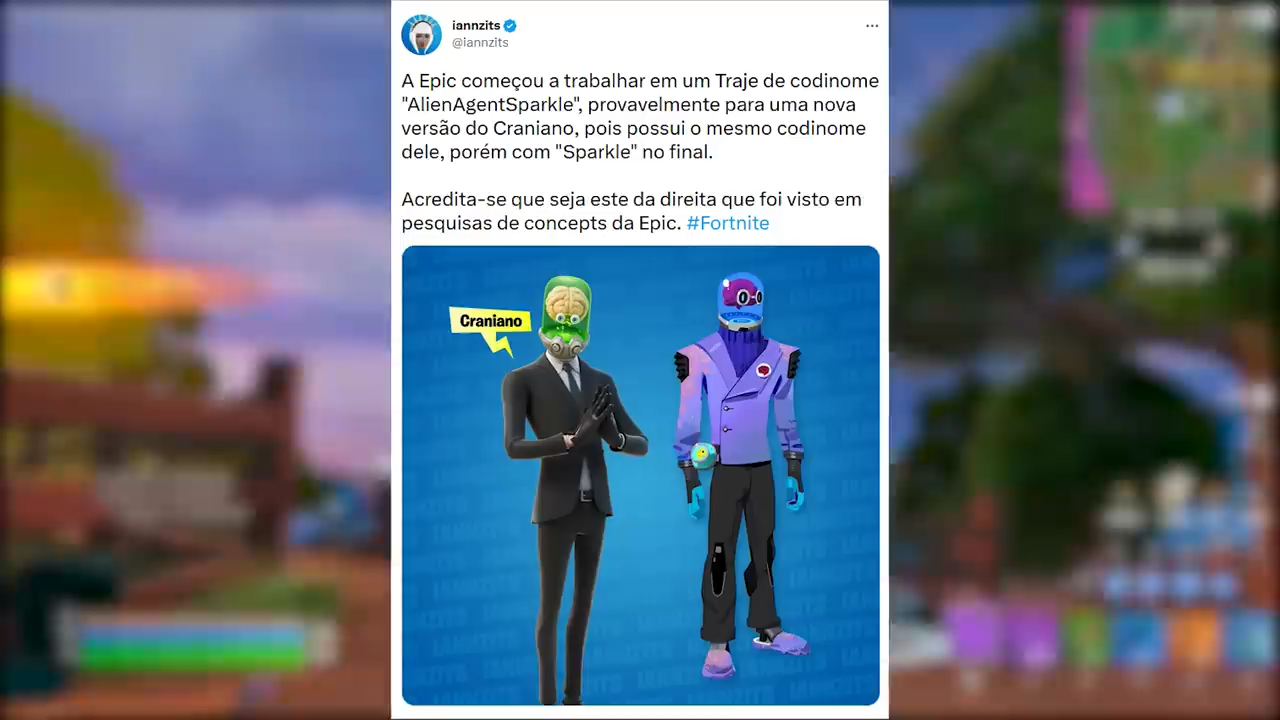 iannzits
@iannzits
A Epic começou a trabalhar em um Traje de codinome
"AlienAgentSparkle", provavelmente para uma nova
versão do Craniano, pois possui o mesmo codinome
dele, porém com "Sparkle" no final.
Acredita-se que seja este da direita que foi visto em
pesquisas de concepts da Epic. #Fortnite
Craniano